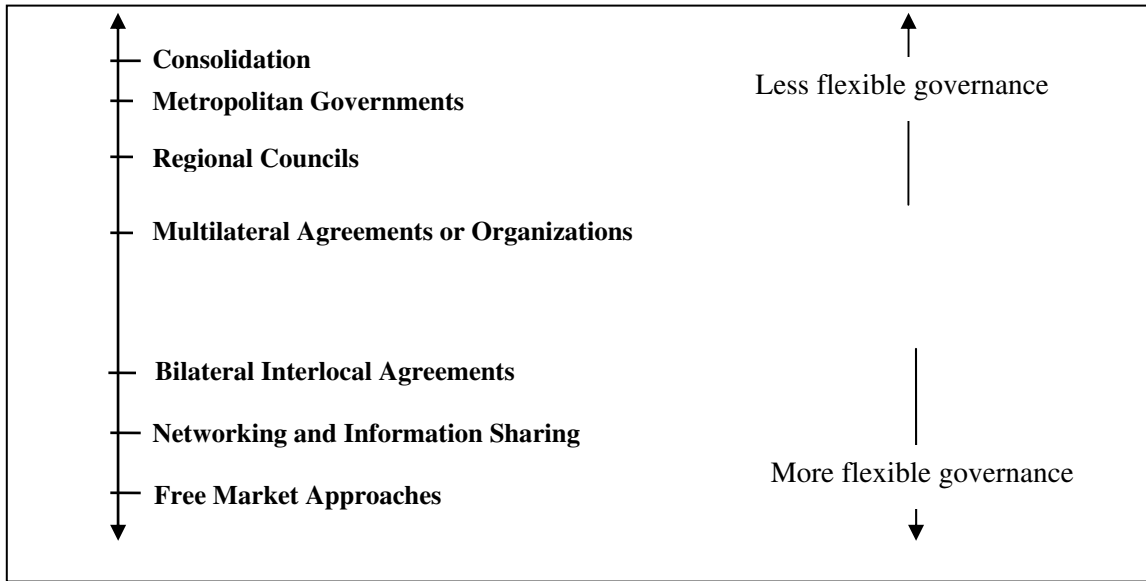 Consolidation
Less flexible governance
Metropolitan Governments
Regional Councils
Multilateral Agreements or Organizations
Bilateral Interlocal Agreements
Networking and Information Sharing
More flexible governance
Free Market Approaches